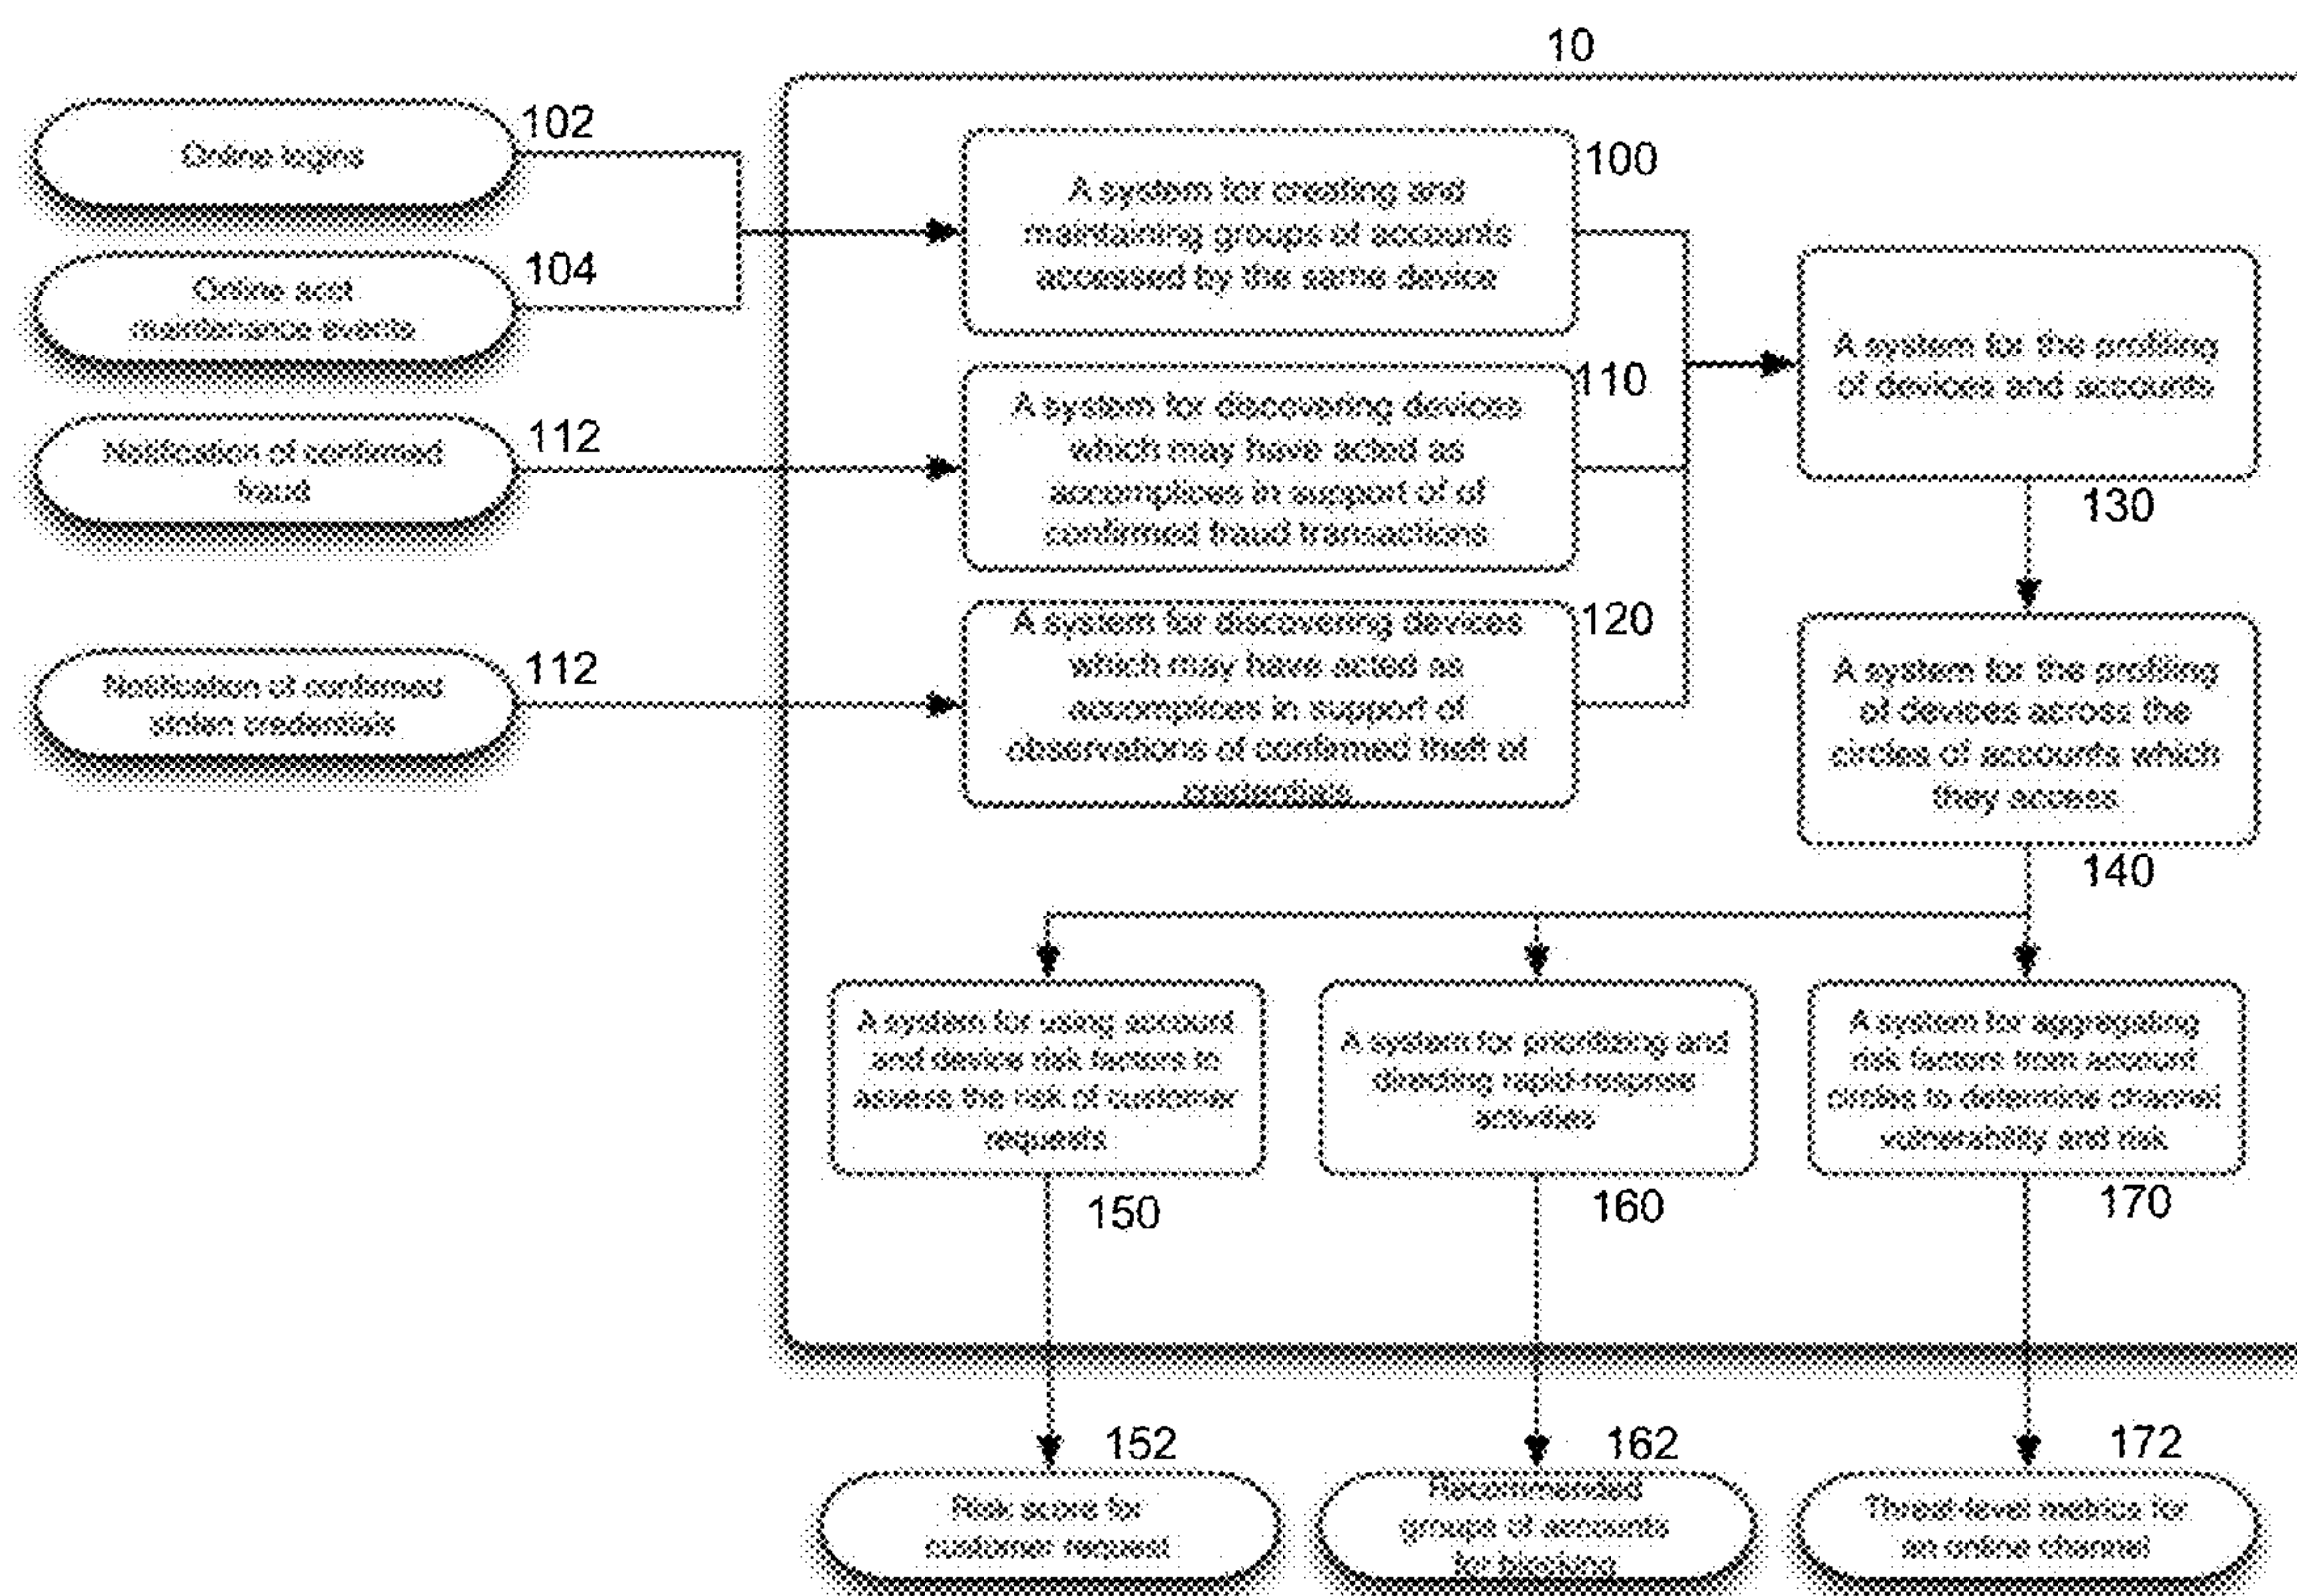 10
102
Online logins
100
A system for creating and
maintaining groups of accounts
accessed by the same device
104
Online acct
maintenance events
A system for the profiling
of devices and accounts
110
A system for discovering devices
which may have acted as
accomplices in support of of
confirmed fraud transactions
112
Notification of confirmed
fraud
130
120
A system for discovering devices
which may have acted as
accomplices in support of
observations of confirmed theft of
credentials
112
Notification of confirmed
stolen credentials
A system for the profiling
of devices across the
circles of accounts which
they access
140
A system for using account
and device risk factors in
assess the risk of customer
requests
A system for prioritizing and
directing rapid-response
activities
A system for aggregating
risk factors from account
circles to determine channel
vulnerability and risk
150
160
170
152
162
172
Risk score for
customer request
Recommended
groups of accounts
for blocking
Threat-level metrics for
an online channel